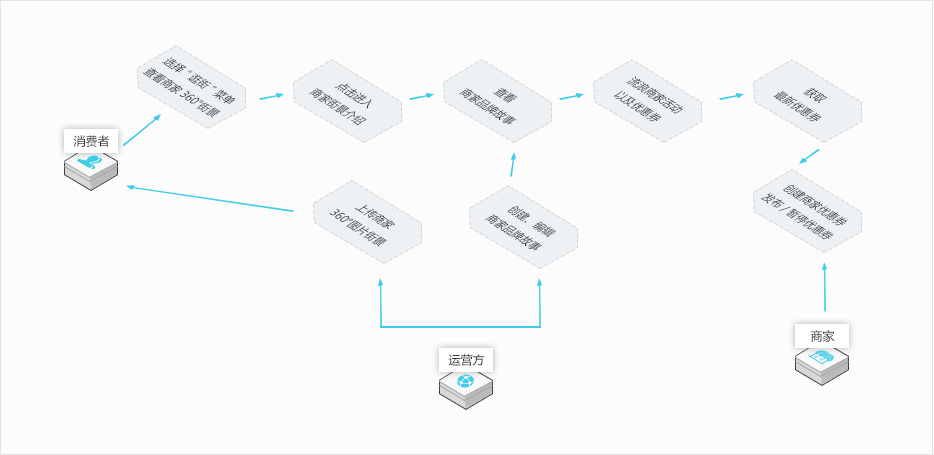 选择“逛街”菜单
查看商家 360°街景
点击进入
商家街景介绍
查看
商家品牌故事
流浪商家活动
以及优惠券
获取
最新优惠券
消费者
上传商家
360°图片街景
创建、编辑
商家品牌故事
创建商家优惠券
发布 / 暂停优惠券
运营方
商家